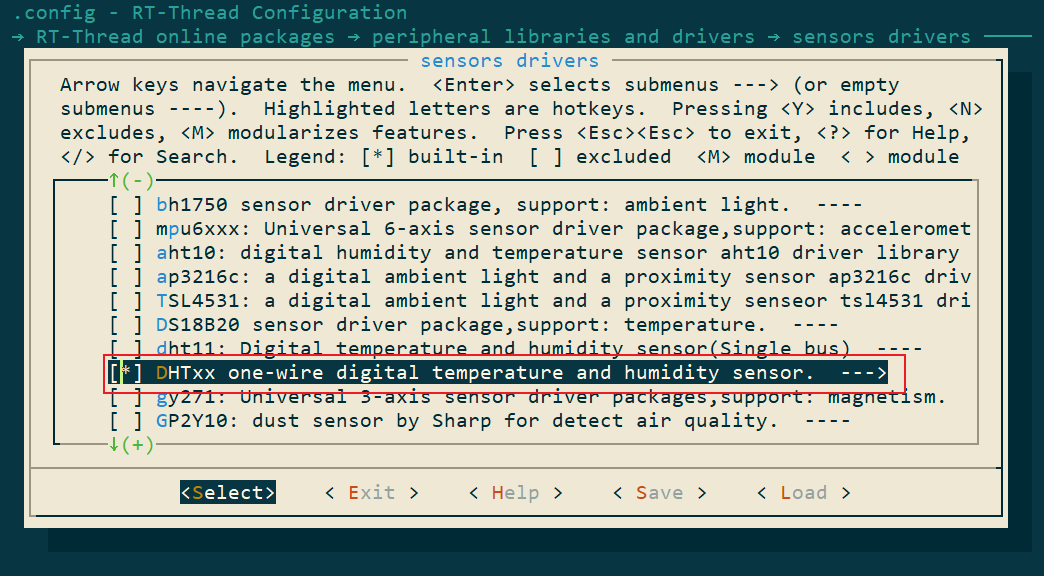 .config - RT-Thread Configuration
→ RT-Thread online packages → peripheral libraries and drivers → sensors drivers
sensors drivers
Arrow keys navigate the menu.  <Enter> selects submenus ---> (or empty
submenus ----).  Highlighted letters are hotkeys.  Pressing <Y> includes, <N>
excludes, <M> modularizes features.  Press <Esc><Esc> to exit, <?> for Help,
</> for Search.  Legend: [*] built-in  [ ] excluded  <M> module  < > module
↑(-)
[ ] bh1750 sensor driver package, support: ambient light.  ----
[ ] mpu6xxx: Universal 6-axis sensor driver package,support: acceleromet
[ ] aht10: digital humidity and temperature sensor aht10 driver library
[ ] ap3216c: a digital ambient light and a proximity sensor ap3216c driv
[ ] TSL4531: a digital ambient light and a proximity senseor tsl4531 dri
[ ] DS18B20 sensor driver package,support: temperature.  ----
[ ] dht11: Digital temperature and humidity sensor(Single bus)  ----
[*] DHTxx one-wire digital temperature and humidity sensor.  --->
[ ] gy271: Universal 3-axis sensor driver packages,support: magnetism.
[ ] GP2Y10: dust sensor by Sharp for detect air quality.  ----
↓(+)
<Select>    < Exit >    < Help >    < Save >    < Load >